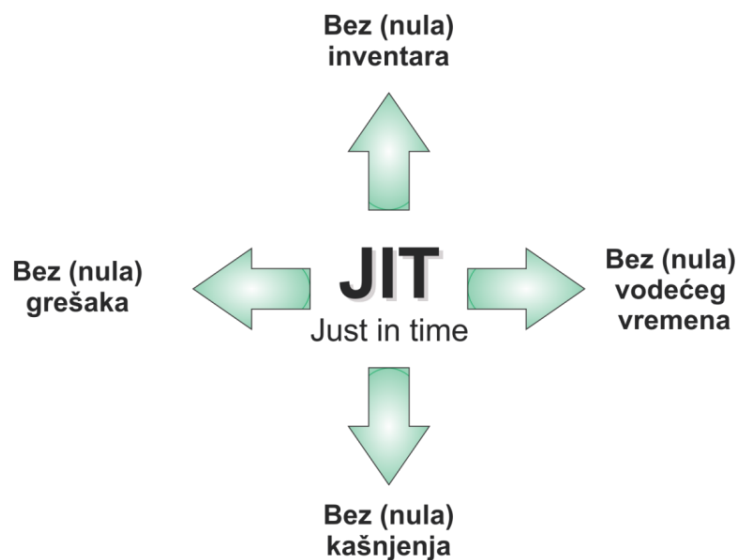 Bez (nula)
inventara
Bez (nula)
grešaka
JIT
Just in time
Bez (nula)
vodećeg
vremena
Bez (nula)
kašnjenja